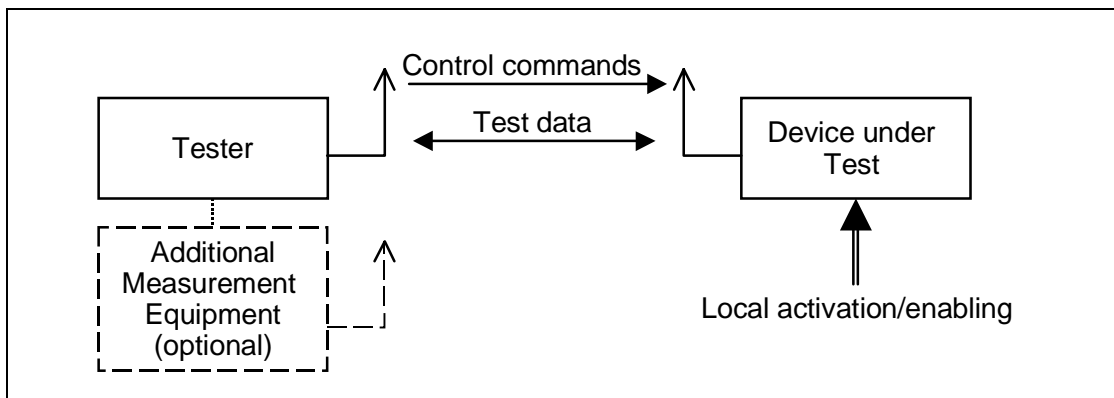 Control commands
Test data
Tester
Device under
Test
Additional
Measurement
Equipment
(optional)
Local activation/enabling